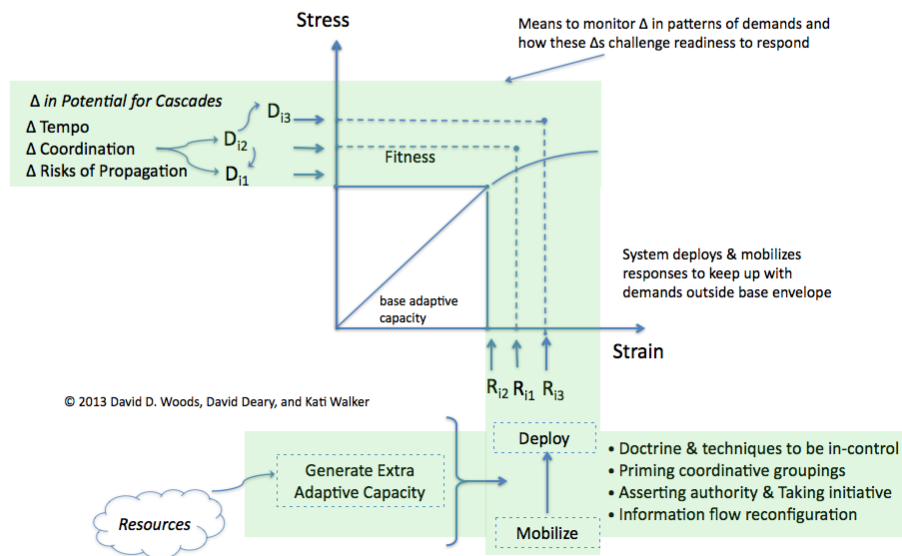 Stress
Means to monitor Δ in patterns of demands and
how these Δs challenge readiness to respond
Δ in Potential for Cascades
Δ Tempo
Δ Coordination
Δ Risks of Propagation
Di3
Di2
Di1
Fitness
base adaptive
capacity
System deploys & mobilizes
responses to keep up with
demands outside base envelope
Strain
Ri2 Ri1 Ri3
© 2013 David D. Woods, David Deary, and Kati Walker
Deploy
Generate Extra
Adaptive Capacity
Resources
Mobilize
• Doctrine & techniques to be in-control
• Priming coordinative groupings
• Asserting authority & Taking initiative
• Information flow reconfiguration